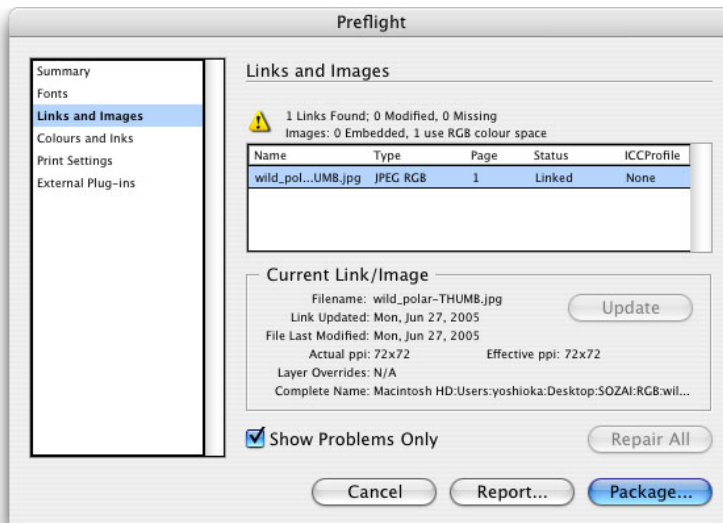 Preflight
Summary
Fonts
Links and Images
Colours and Inks
Print Settings
External Plug-ins
Links and Images
1 Links Found; 0 Modified, 0 Missing
Images: 0 Embedded, 1 use RGB colour space
Name Type Page Status ICCProfile
wild_pol...UMB.jpg JPEG RGB 1 Linked None
Current Link/Image
Filename: wild_polar-THUMB.jpg
Update
Link Updated: Mon, Jun 27, 2005
File Last Modified: Mon, Jun 27, 2005
Actual ppi: 72x72 Effective ppi: 72x72
Layer Overrides: N/A
Complete Name: Macintosh HD:Users:yoshioka:Desktop:SOZAI:RGB:wil...
Show Problems Only
Repair All
Cancel Report... Package...